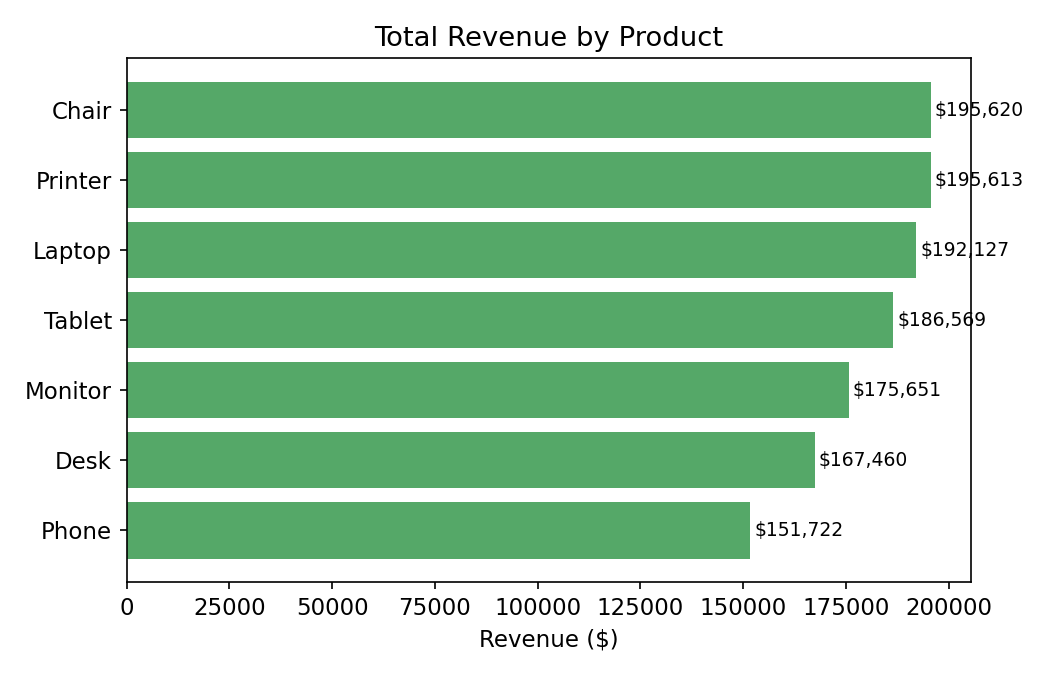 Total Revenue by Product
Chair $195,620
Printer $195,613
Laptop $192,127
Tablet $186,569
Monitor $175,651
Desk $167,460
Phone $151,722
0 25000 50000 75000 100000 125000 150000 175000 200000
Revenue ($)